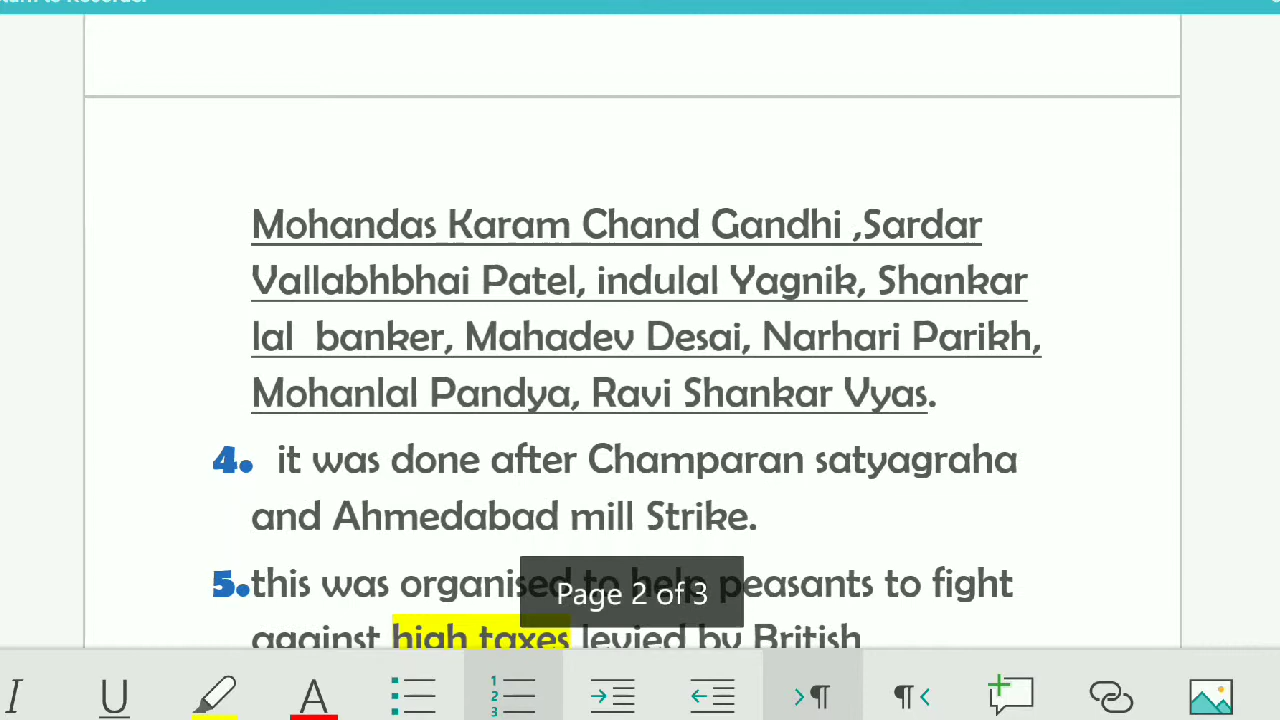 Mohandas Karam Chand Gandhi ,Sardar
Vallabhbhai Patel, indulal Yagnik, Shankar
lal  banker, Mahadev Desai, Narhari Parikh,
Mohanlal Pandya, Ravi Shankar Vyas.
4. it was done after Champaran satyagraha
and Ahmedabad mill Strike.
5. this was organised to help peasants to fight
Page 2 of 3
against high taxes levied by British
I U A